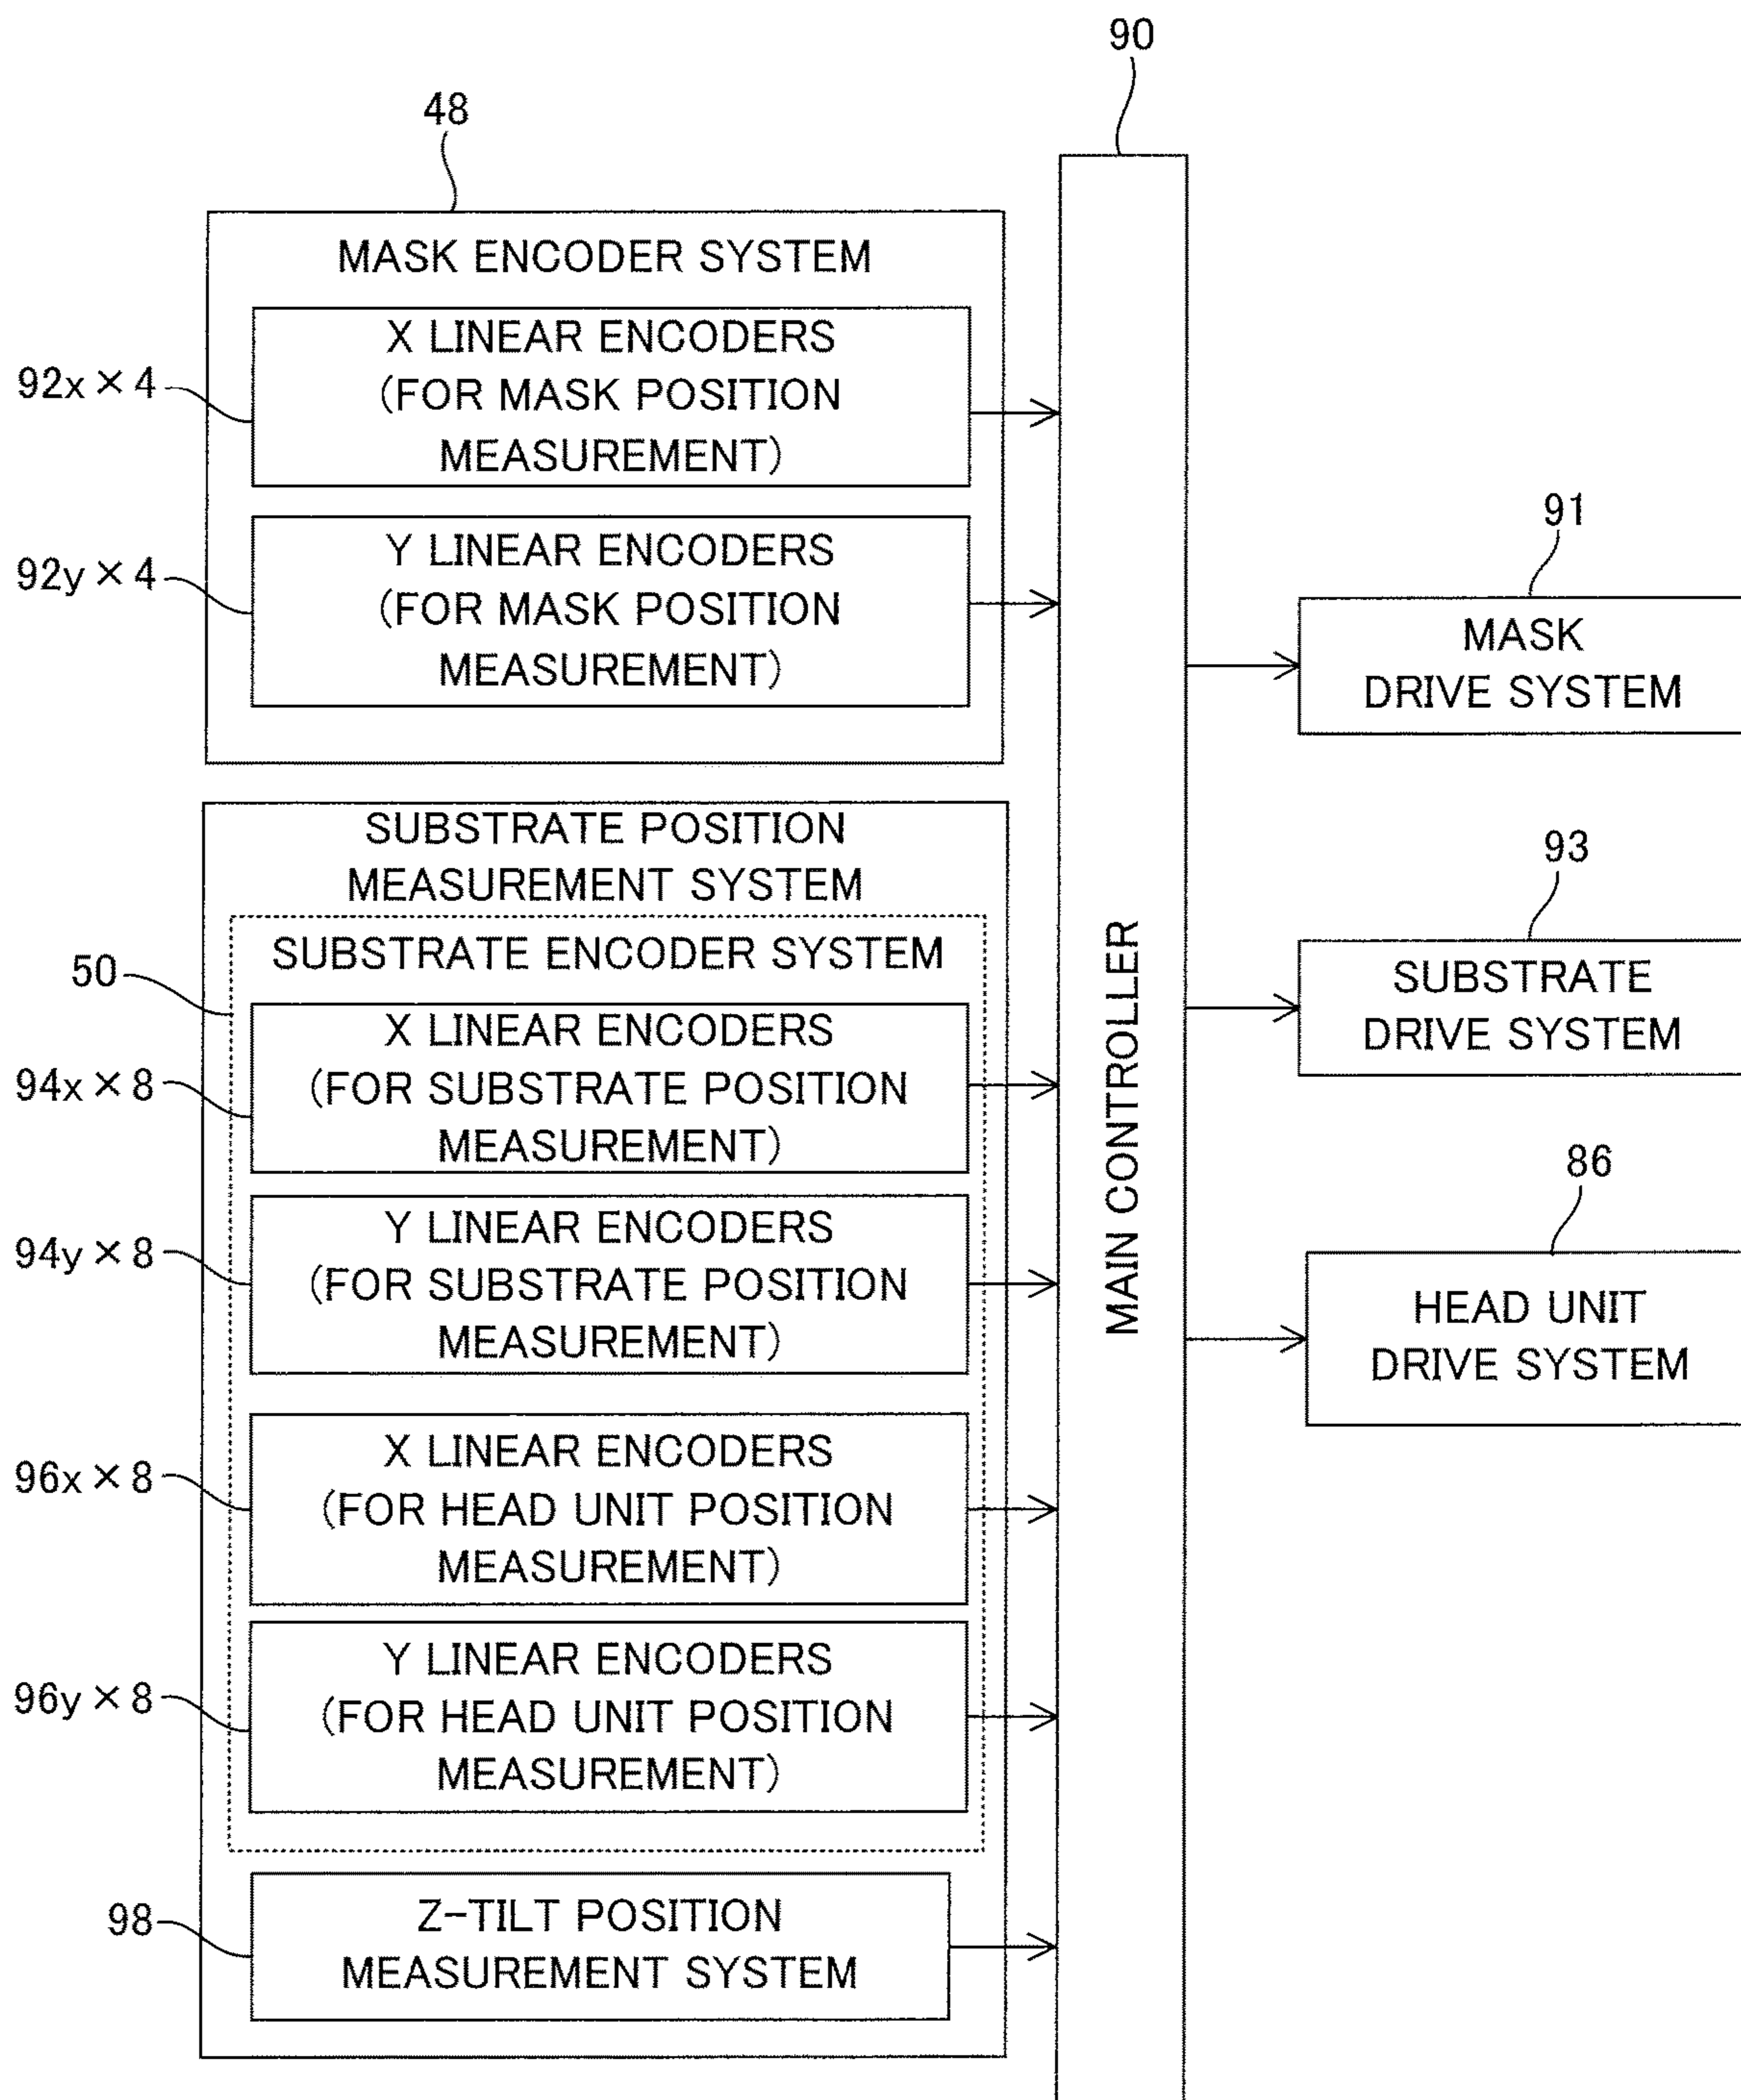 90
48
MASK ENCODER SYSTEM
X LINEAR ENCODERS
(FOR MASK POSITION
MEASUREMENT)
92x × 4
Y LINEAR ENCODERS
(FOR MASK POSITION
MEASUREMENT)
92y × 4
SUBSTRATE POSITION
MEASUREMENT SYSTEM
SUBSTRATE ENCODER SYSTEM
50
X LINEAR ENCODERS
(FOR SUBSTRATE POSITION
MEASUREMENT)
94x × 8
Y LINEAR ENCODERS
(FOR SUBSTRATE POSITION
MEASUREMENT)
94y × 8
X LINEAR ENCODERS
(FOR HEAD UNIT POSITION
MEASUREMENT)
96x × 8
Y LINEAR ENCODERS
(FOR HEAD UNIT POSITION
MEASUREMENT)
96y × 8
Z-TILT POSITION
MEASUREMENT SYSTEM
98
MAIN CONTROLLER
91
MASK
DRIVE SYSTEM
93
SUBSTRATE
DRIVE SYSTEM
86
HEAD UNIT
DRIVE SYSTEM